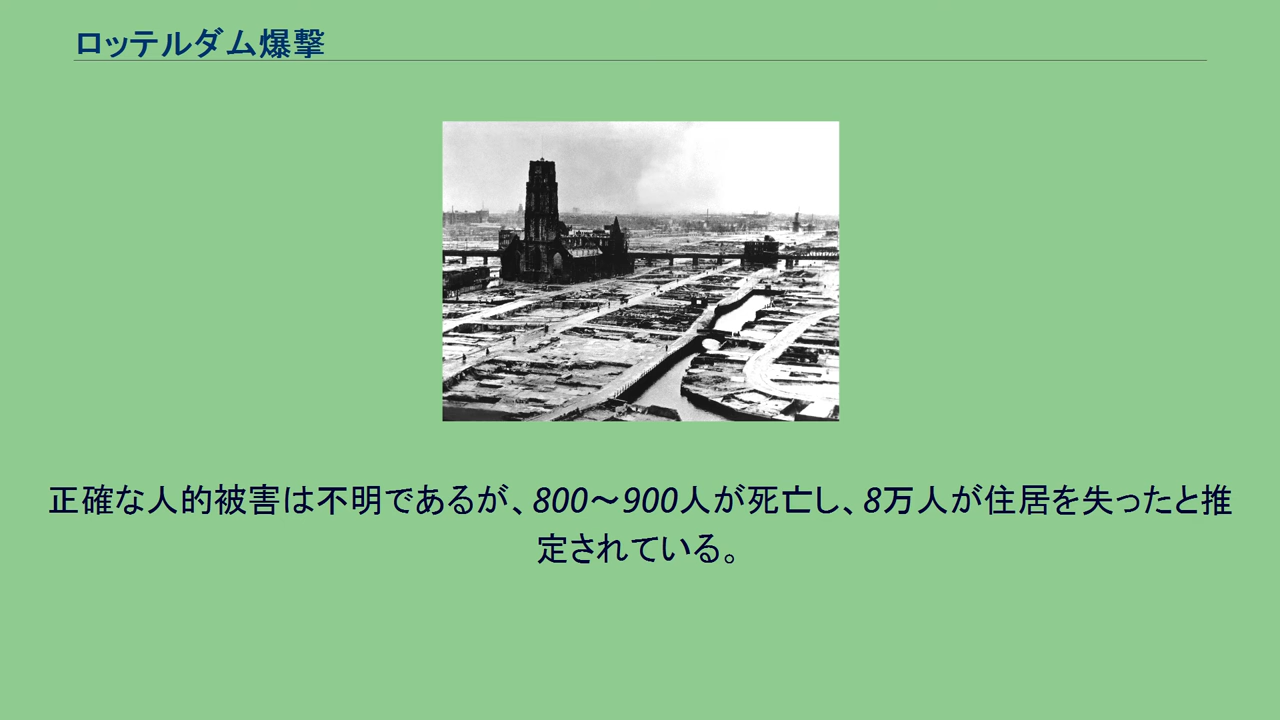 ロッテルダム爆撃
正確な人的被害は不明であるが、800～900人が死亡し、8万人が住居を失ったと推
定されている。